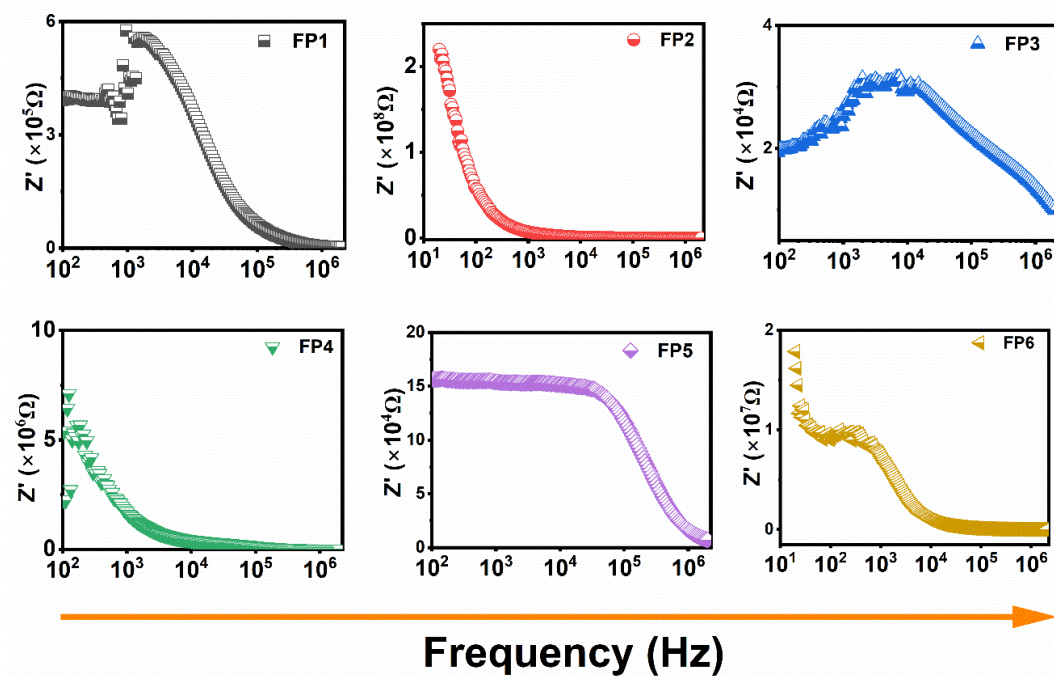 FP1
Z' (×10⁵Ω)
6
3
0
10² 10³ 10⁴ 10⁵ 10⁶
FP2
Z' (×10⁸Ω)
2
1
0
10¹ 10² 10³ 10⁴ 10⁵ 10⁶
FP3
Z' (×10⁴Ω)
4
2
10² 10³ 10⁴ 10⁵ 10⁶
FP4
Z' (×10⁶Ω)
10
5
0
10² 10³ 10⁴ 10⁵ 10⁶
FP5
Z' (×10⁴Ω)
20
15
10
5
0
10² 10³ 10⁴ 10⁵ 10⁶
FP6
Z' (×10⁷Ω)
2
1
0
10¹ 10² 10³ 10⁴ 10⁵ 10⁶
Frequency (Hz)